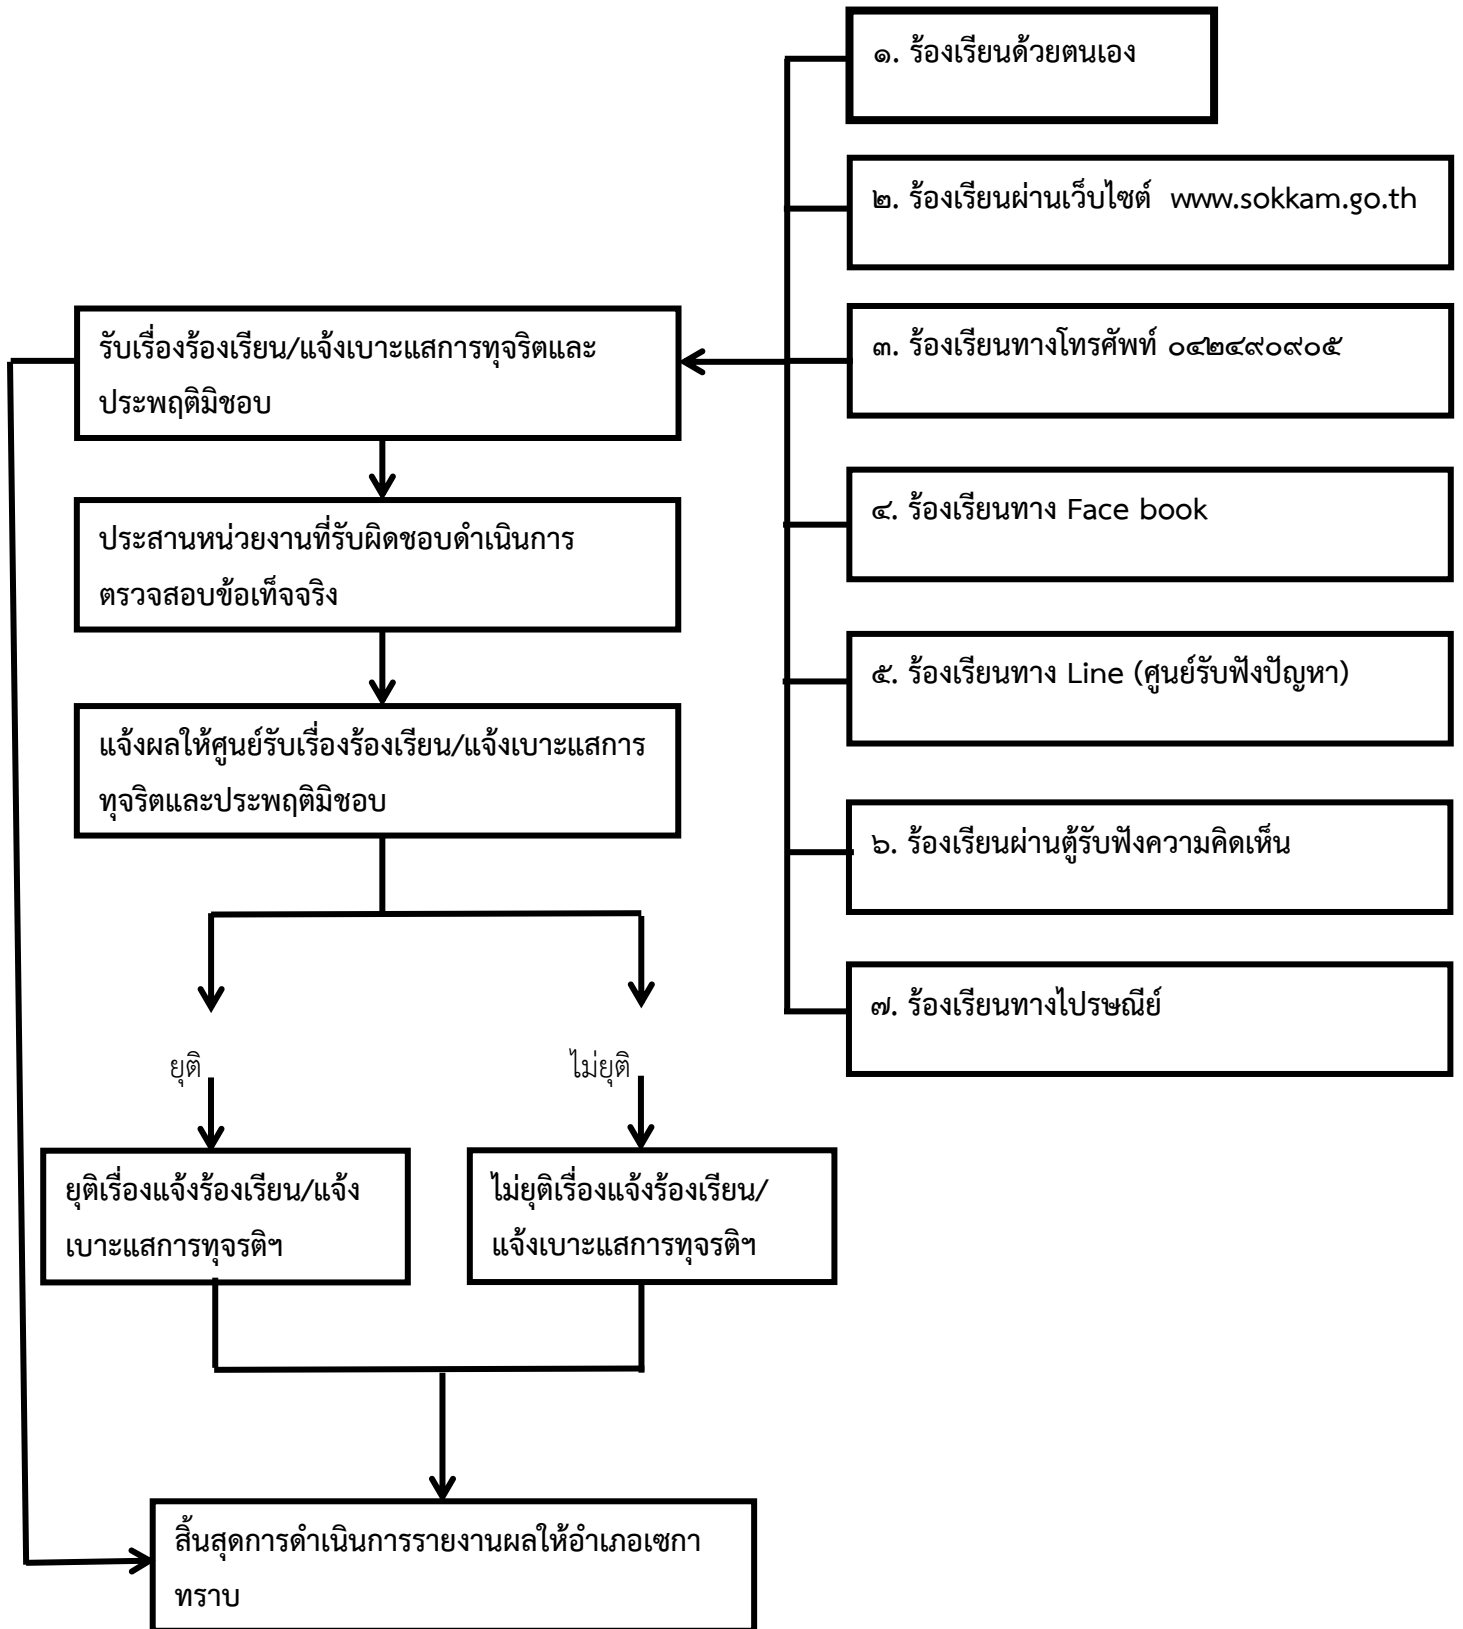 ๑. ร้องเรียนด้วยตนเอง
๒. ร้องเรียนผ่านเว็บไซต์ www.sokkam.go.th
รับเรื่องร้องเรียน/แจ้งเบาะแสการทุจริตและ
ประพฤติมิชอบ
๓. ร้องเรียนทางโทรศัพท์ ๐๔๒๔๙๐๙๐๕
๔. ร้องเรียนทาง Face book
ประสานหน่วยงานที่รับผิดชอบดำเนินการ
ตรวจสอบข้อเท็จจริง
๕. ร้องเรียนทาง Line (ศูนย์รับฟังปัญหา)
แจ้งผลให้ศูนย์รับเรื่องร้องเรียน/แจ้งเบาะแสการ
ทุจริตและประพฤติมิชอบ
๖. ร้องเรียนผ่านตู้รับฟังความคิดเห็น
๗. ร้องเรียนทางไปรษณีย์
ยุติ
ไม่ยุติ
ยุติเรื่องแจ้งร้องเรียน/แจ้ง
เบาะแสการทุจรติฯ
ไม่ยุติเรื่องแจ้งร้องเรียน/
แจ้งเบาะแสการทุจรติฯ
สิ้นสุดการดำเนินการรายงานผลให้อำเภอเซกา
ทราบ